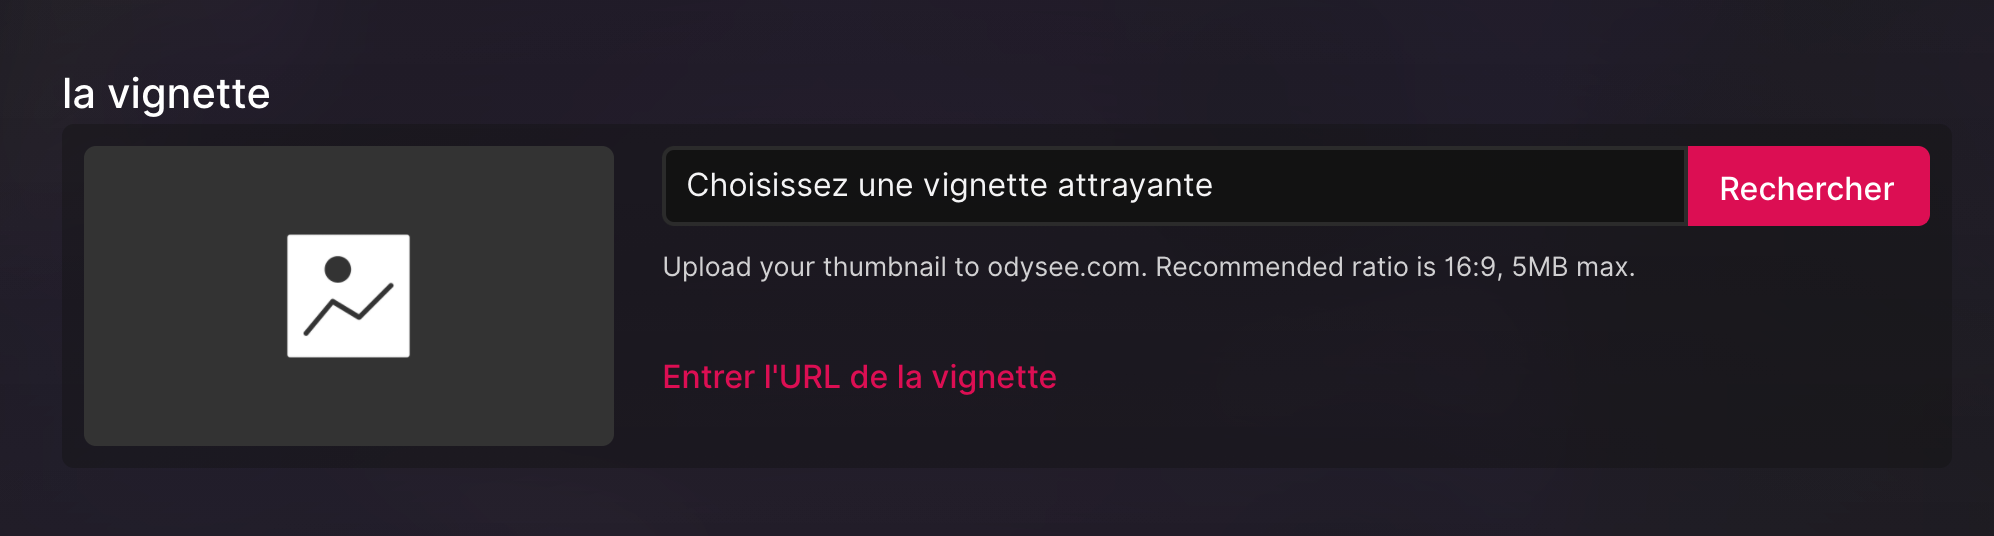 la vignette
Choisissez une vignette attrayante
Rechercher
Upload your thumbnail to odysee.com. Recommended ratio is 16:9, 5MB max.
Entrer l'URL de la vignette